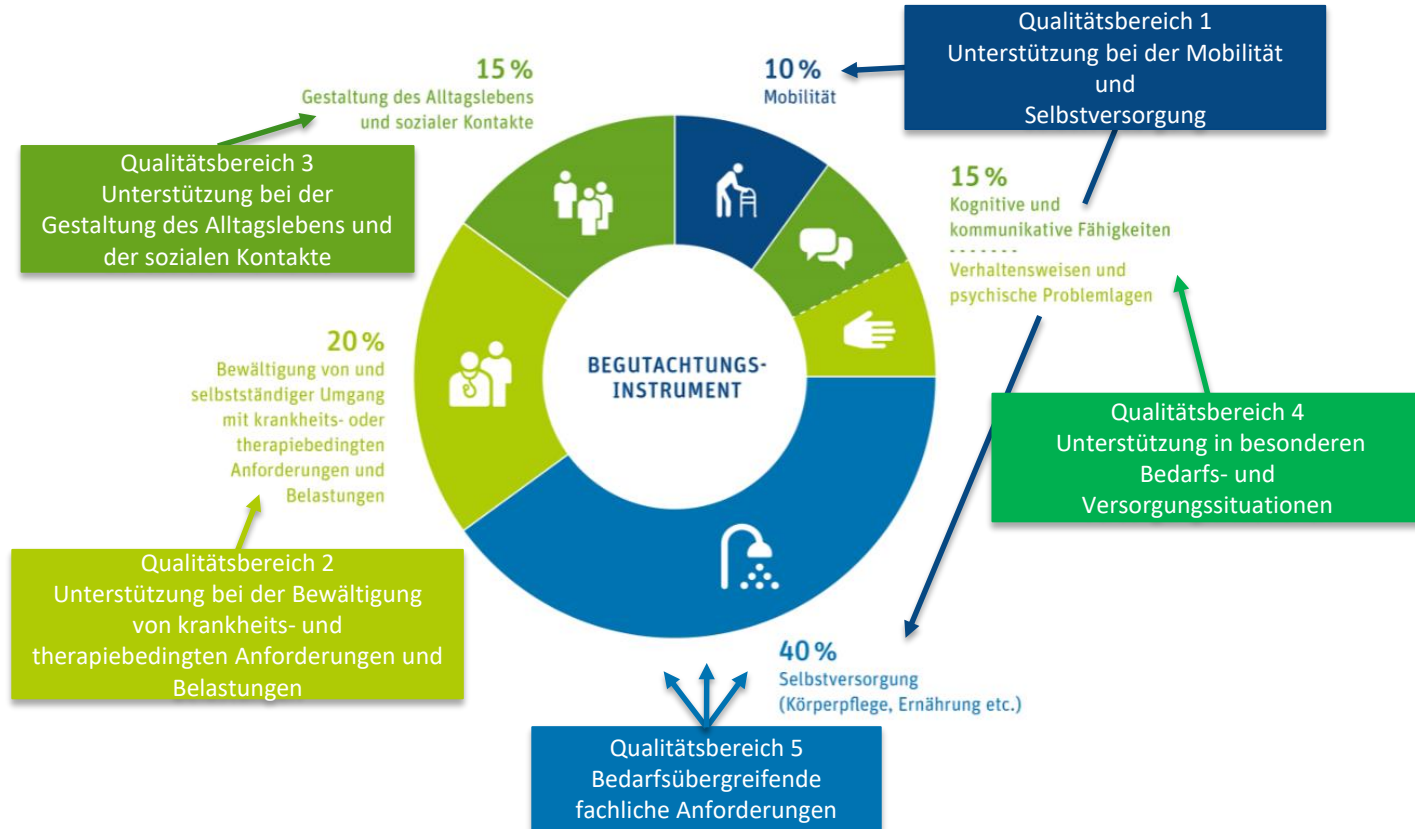 Qualitätsbereich 1
Unterstützung bei der Mobilität
und
Selbstversorgung
15 %
Gestaltung des Alltagslebens
und sozialer Kontakte
10 %
Mobilität
Qualitätsbereich 3
Unterstützung bei der
Gestaltung des Alltagslebens und
der sozialen Kontakte
15 %
Kognitive und
kommunikative Fähigkeiten
Verhaltensweisen und
psychische Problemlagen
20 %
Bewältigung von und
selbstständiger Umgang
mit krankheits- oder
therapiebedingten
Anforderungen und
Belastungen
BEGUTACHTUNGS-
INSTRUMENT
Qualitätsbereich 4
Unterstützung in besonderen
Bedarfs- und
Versorgungssituationen
Qualitätsbereich 2
Unterstützung bei der Bewältigung
von krankheits- und
therapiebedingten Anforderungen und
Belastungen
40 %
Selbstversorgung
(Körperpflege, Ernährung etc.)
Qualitätsbereich 5
Bedarfsübergreifende
fachliche Anforderungen